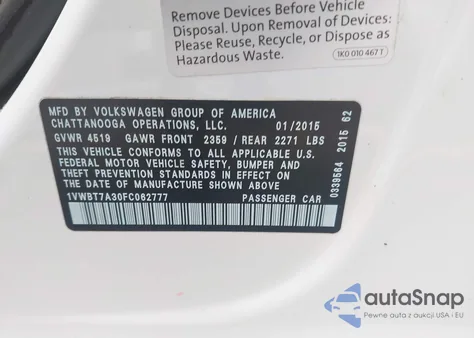 Remove Devices Before Vehicle
Disposal. Upon Removal of Devices:
Please Reuse, Recycle, or Dispose as
Hazardous Waste.
1K0 010 467 T
MFD BY VOLKSWAGEN GROUP OF AMERICA
CHATTANOOGA OPERATIONS, LLC. 01/2015
GVWR 4519 GAWR FRONT 2359 / REAR 2271 LBS
THIS VEHICLE CONFORMS TO ALL APPLICABLE U.S.
FEDERAL MOTOR VEHICLE SAFETY, BUMPER AND
THEFT PREVENTION STANDARDS IN EFFECT ON THE
DATE OF MANUFACTURE SHOWN ABOVE.
1VWBT7A30FC062777 PASSENGER CAR
0339564 2015 62
autoSnap
Pewne auta z licytacji USA i EU